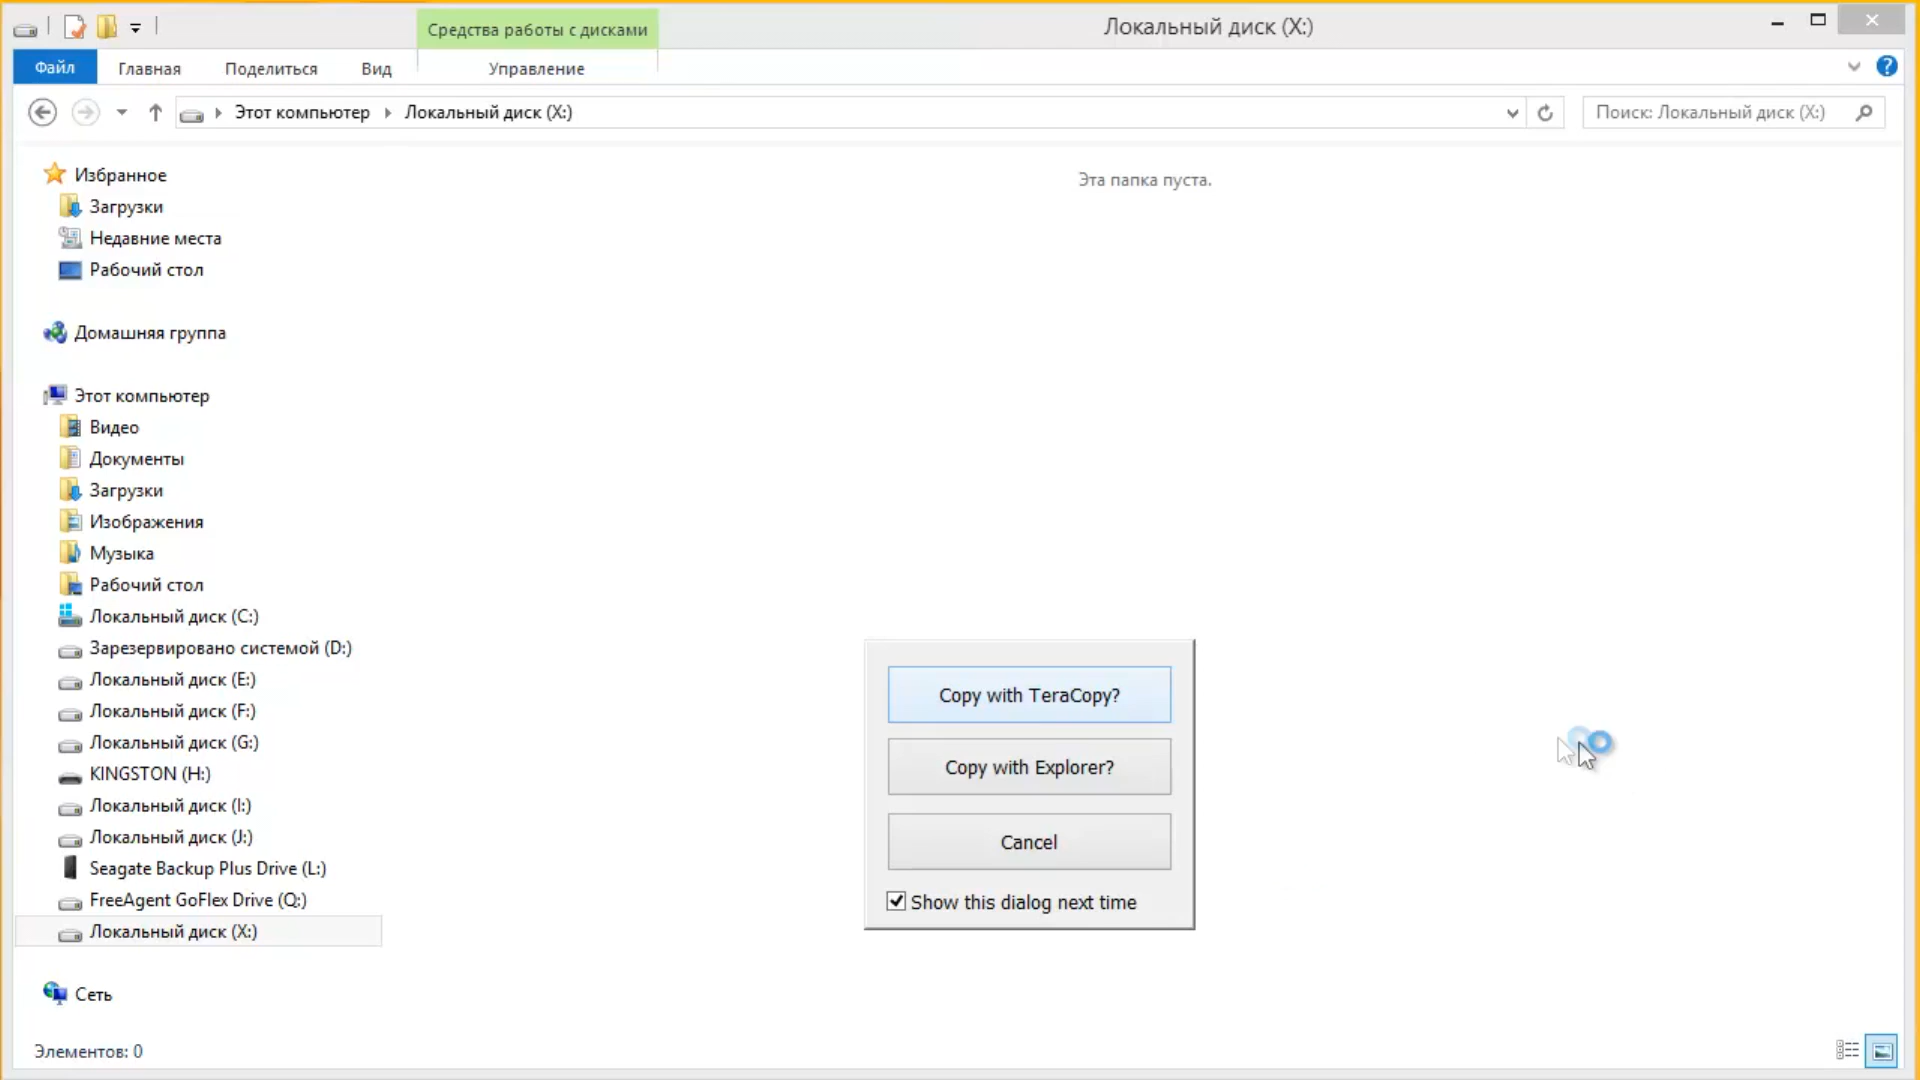 Средства работы с дисками
Локальный диск (X:)
Файл
Главная
Поделиться
Вид
Управление
Этот компьютер
Локальный диск (X:)
Поиск: Локальный диск (X:)
Избранное
Загрузки
Недавние места
Рабочий стол
Домашняя группа
Этот компьютер
Видео
Документы
Загрузки
Изображения
Музыка
Рабочий стол
Локальный диск (C:)
Зарезервировано системой (D:)
Локальный диск (E:)
Локальный диск (F:)
Локальный диск (G:)
KINGSTON (H:)
Локальный диск (I:)
Локальный диск (J:)
Seagate Backup Plus Drive (L:)
FreeAgent GoFlex Drive (Q:)
Локальный диск (X:)
Сеть
Эта папка пуста.
Copy with TeraCopy?
Copy with Explorer?
Cancel
Show this dialog next time
Элементов: 0